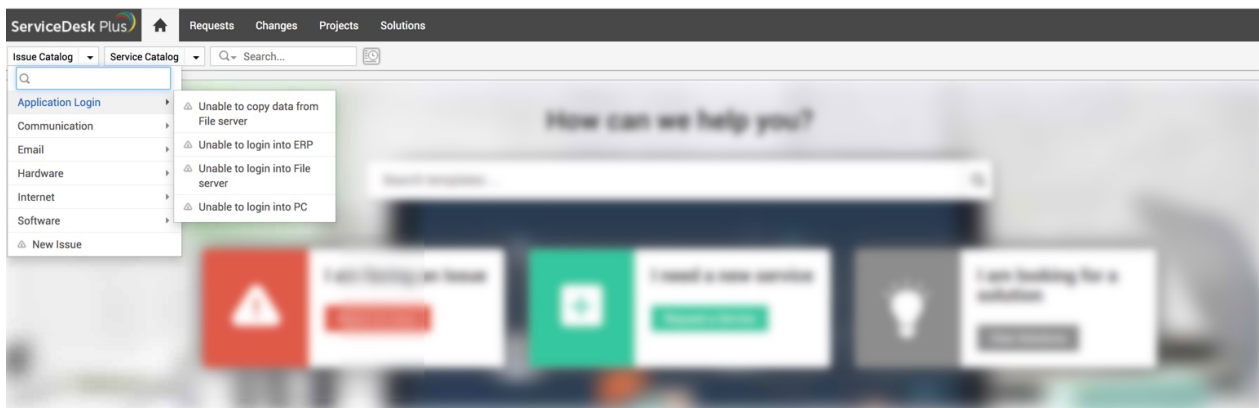 ServiceDesk Plus
Requests Changes Projects Solutions
Issue Catalog Service Catalog Search...
Application Login
Communication
Email
Hardware
Internet
Software
New Issue
Unable to copy data from
File server
Unable to login into ERP
Unable to login into File
server
Unable to login into PC
How can we help you?
Search templates...
I am facing an issue
I need a new service
Request a Service
I am looking for a
solution